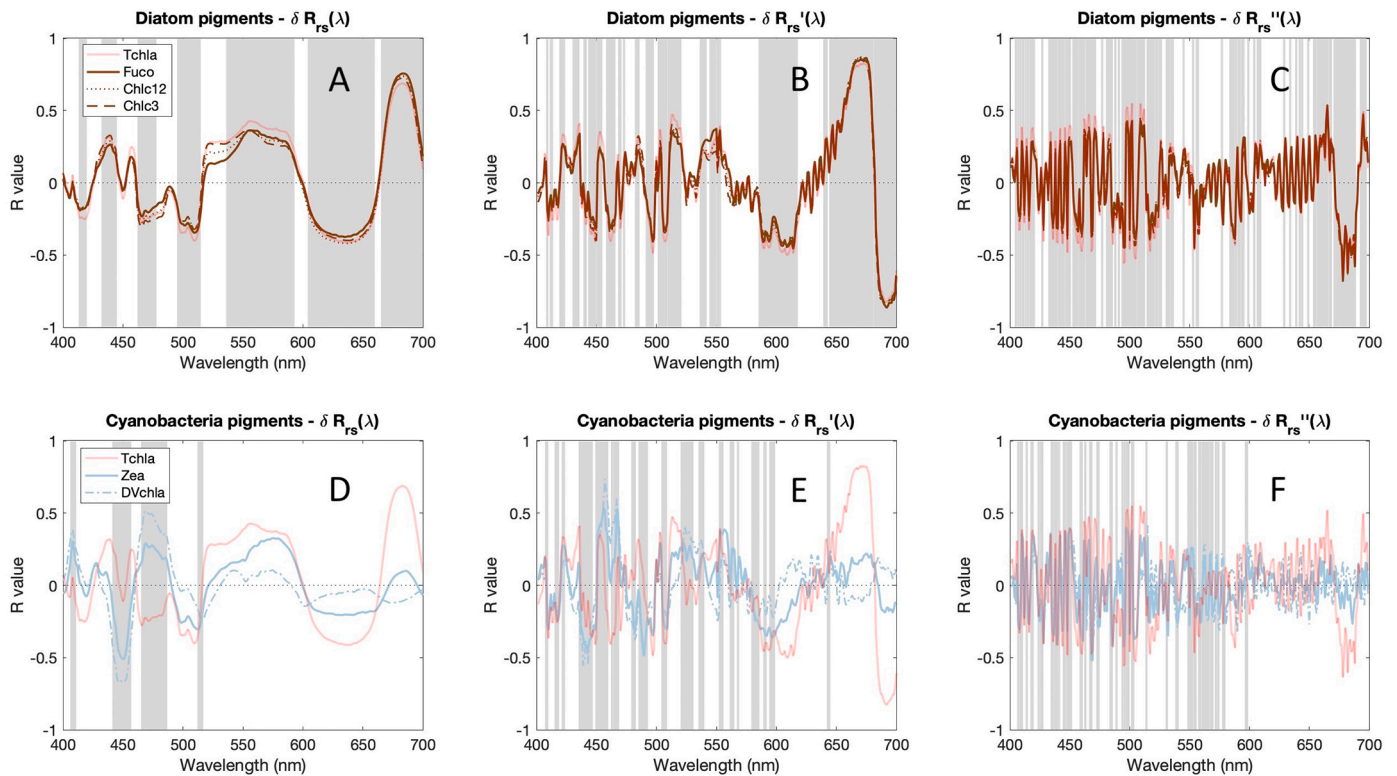 Diatom pigments - δ Rrs(λ)
1
0.5
0
-0.5
-1
R value
400 450 500 550 600 650 700
Wavelength (nm)
Tchla
Fuco
Chlc12
Chlc3
A
Diatom pigments - δ Rrs'(λ)
1
0.5
0
-0.5
-1
R value
400 450 500 550 600 650 700
Wavelength (nm)
B
Diatom pigments - δ Rrs''(λ)
1
0.5
0
-0.5
-1
R value
400 450 500 550 600 650 700
Wavelength (nm)
C
Cyanobacteria pigments - δ Rrs(λ)
1
0.5
0
-0.5
-1
R value
400 450 500 550 600 650 700
Wavelength (nm)
Tchla
Zea
DVchla
D
Cyanobacteria pigments - δ Rrs'(λ)
1
0.5
0
-0.5
-1
R value
400 450 500 550 600 650 700
Wavelength (nm)
E
Cyanobacteria pigments - δ Rrs''(λ)
1
0.5
0
-0.5
-1
R value
400 450 500 550 600 650 700
Wavelength (nm)
F